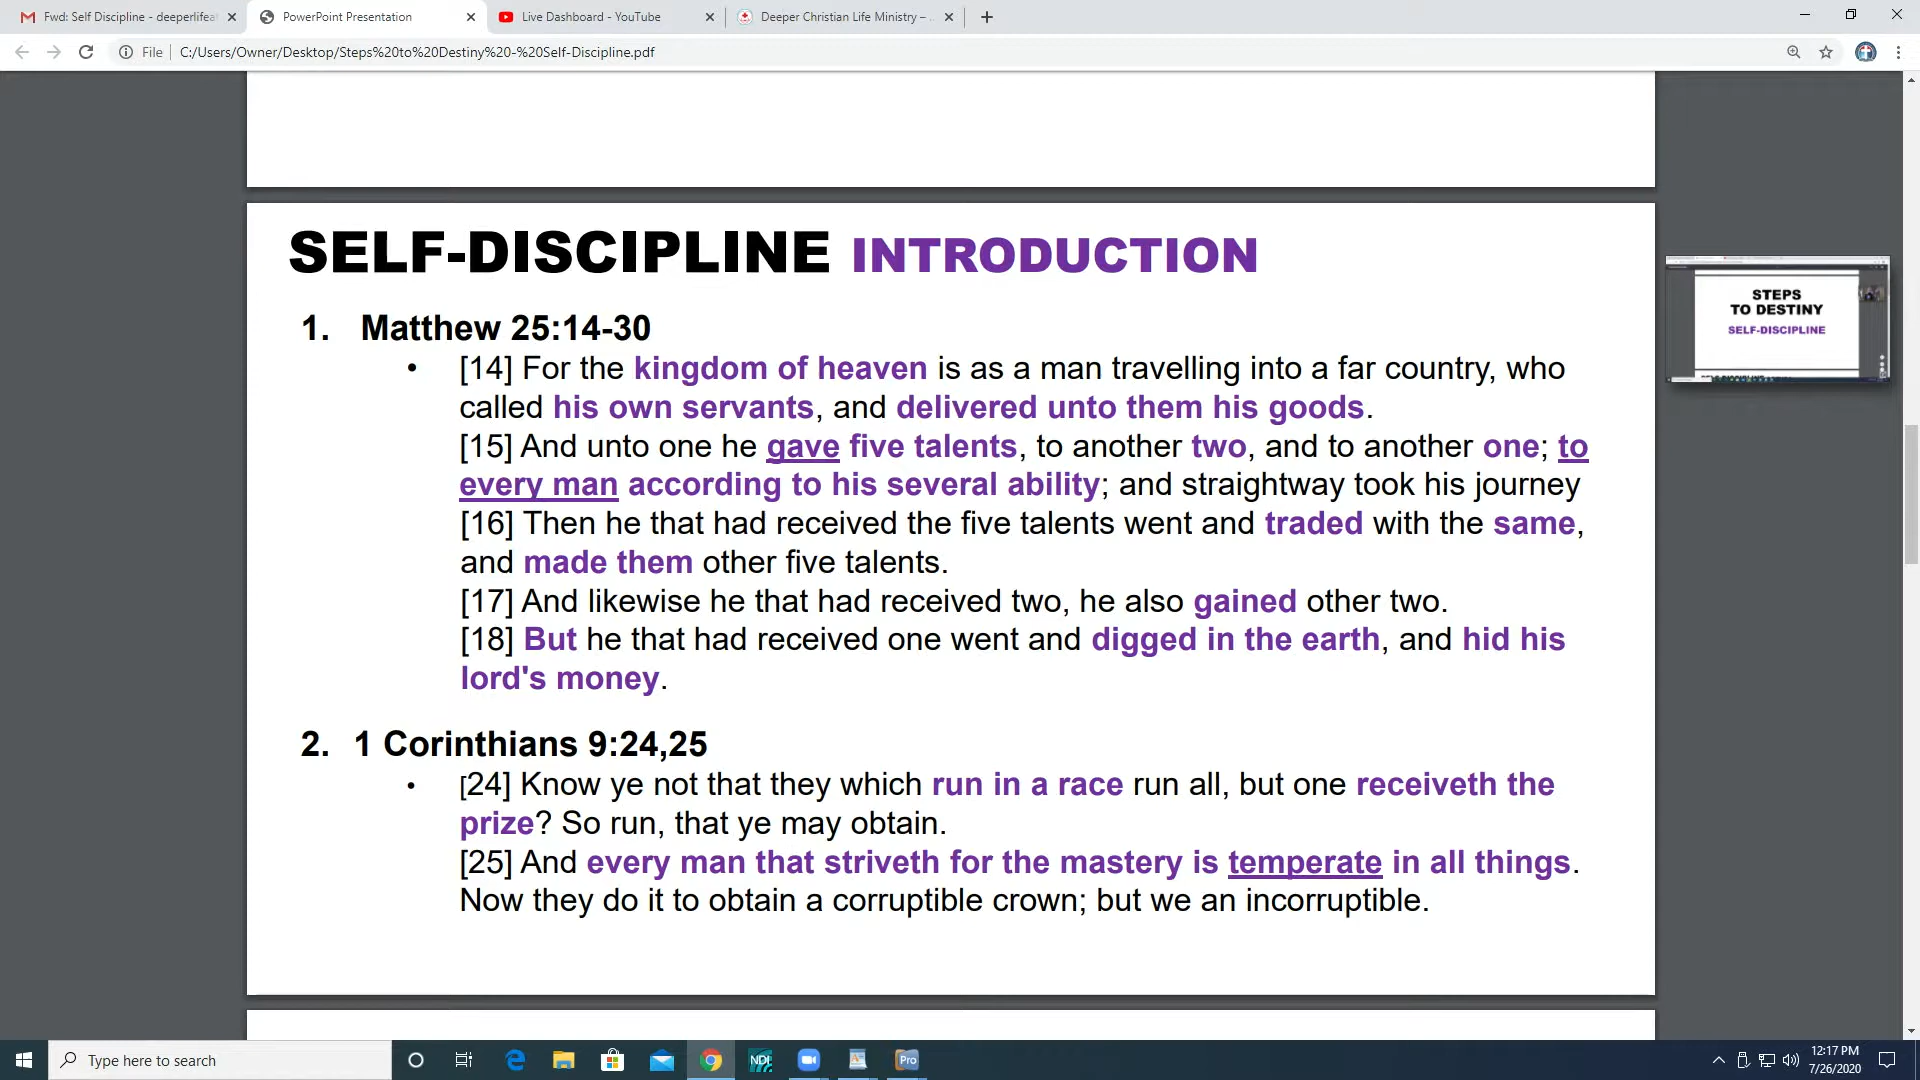 Fwd: Self Discipline - deeperlifea
PowerPoint Presentation
Live Dashboard - YouTube
Deeper Christian Life Ministry –
File
C:/Users/Owner/Desktop/Steps%20to%20Destiny%20-%20Self-Discipline.pdf
SELF-DISCIPLINE INTRODUCTION
1. Matthew 25:14-30
• [14] For the kingdom of heaven is as a man travelling into a far country, who
called his own servants, and delivered unto them his goods.
[15] And unto one he gave five talents, to another two, and to another one; to
every man according to his several ability; and straightway took his journey
[16] Then he that had received the five talents went and traded with the same,
and made them other five talents.
[17] And likewise he that had received two, he also gained other two.
[18] But he that had received one went and digged in the earth, and hid his
lord's money.
2. 1 Corinthians 9:24,25
• [24] Know ye not that they which run in a race run all, but one receiveth the
prize? So run, that ye may obtain.
[25] And every man that striveth for the mastery is temperate in all things.
Now they do it to obtain a corruptible crown; but we an incorruptible.
STEPS
TO DESTINY
SELF-DISCIPLINE
Type here to search
NDI
Pro
12:17 PM
7/26/2020